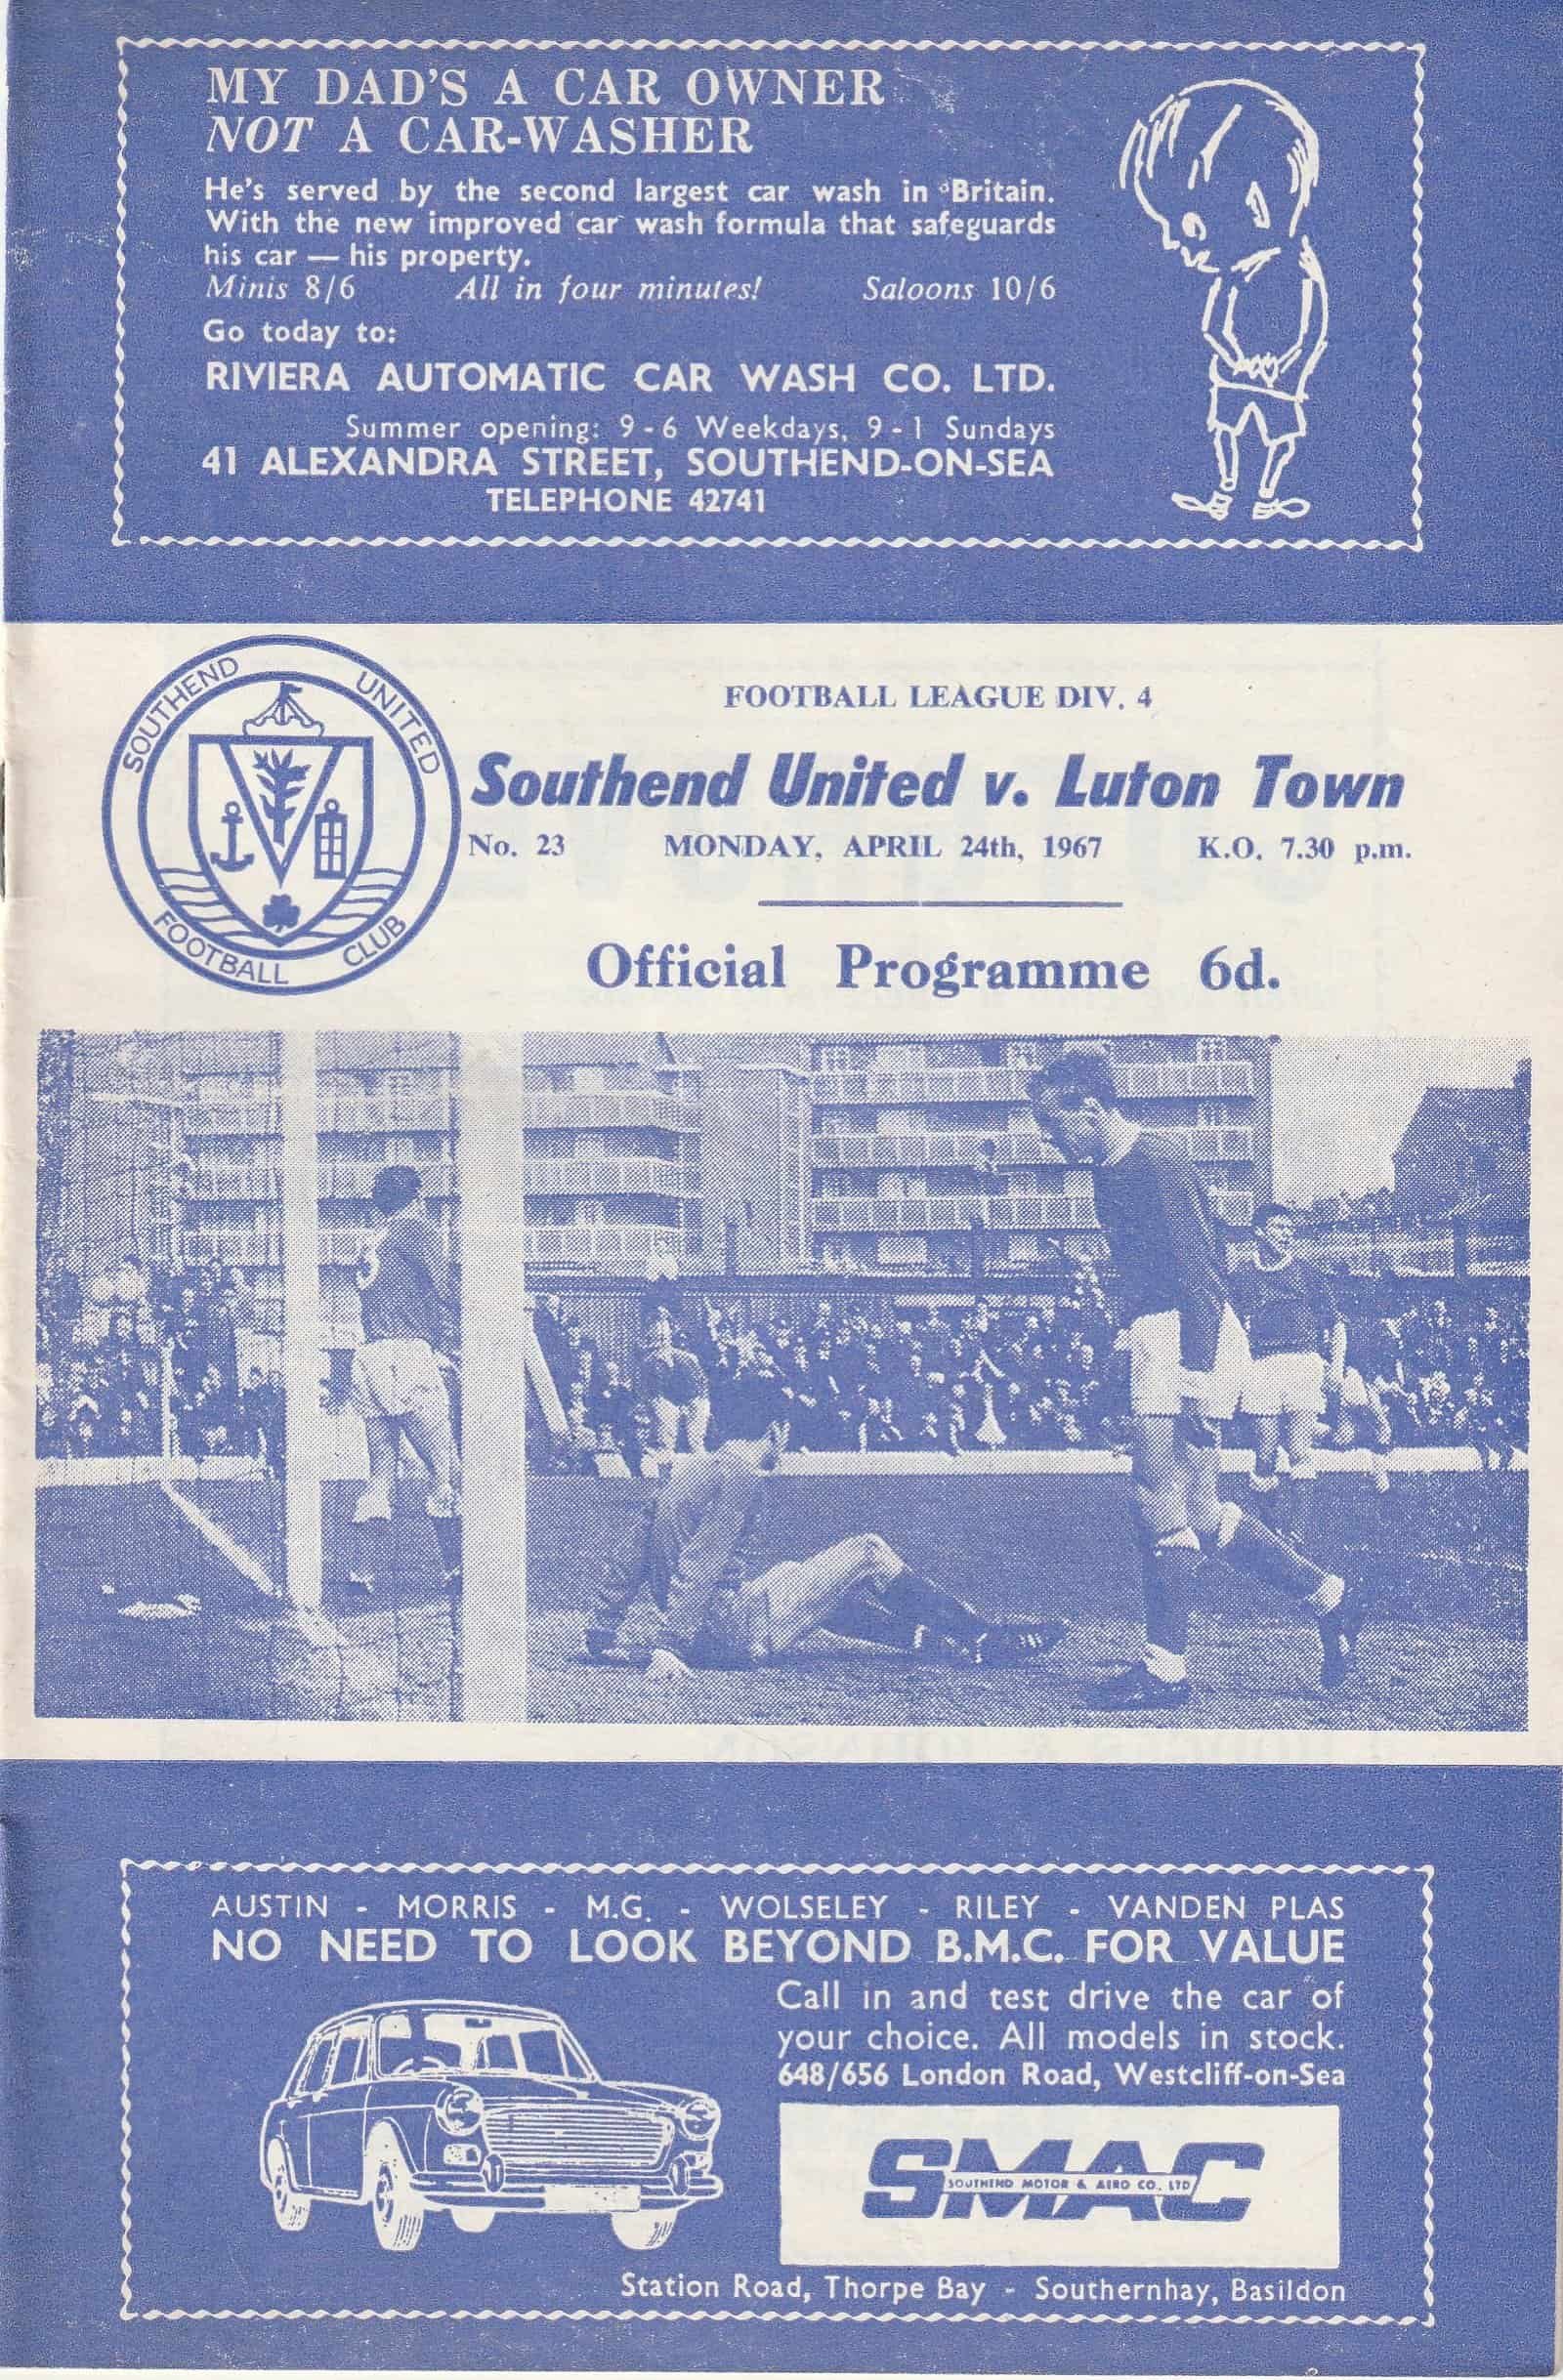 MY DAD'S A CAR OWNER
NOT A CAR-WASHER
He's served by the second largest car wash in Britain.
With the new improved car wash formula that safeguards
his car — his property.
Minis 8/6 All in four minutes! Saloons 10/6
Go today to:
RIVIERA AUTOMATIC CAR WASH CO. LTD.
Summer opening: 9 - 6 Weekdays, 9 - 1 Sundays
41 ALEXANDRA STREET, SOUTHEND-ON-SEA
TELEPHONE 42741
SOUTHEND UNITED
FOOTBALL CLUB
FOOTBALL LEAGUE DIV. 4
Southend United v. Luton Town
No. 23 MONDAY, APRIL 24th, 1967 K.O. 7.30 p.m.
Official Programme 6d.
AUSTIN - MORRIS - M.G. - WOLSELEY - RILEY - VANDEN PLAS
NO NEED TO LOOK BEYOND B.M.C. FOR VALUE
Call in and test drive the car of
your choice. All models in stock.
648/656 London Road, Westcliff-on-Sea
SMAC
SOUTHEND MOTOR & AERO CO. LTD
Station Road, Thorpe Bay - Southernhay, Basildon